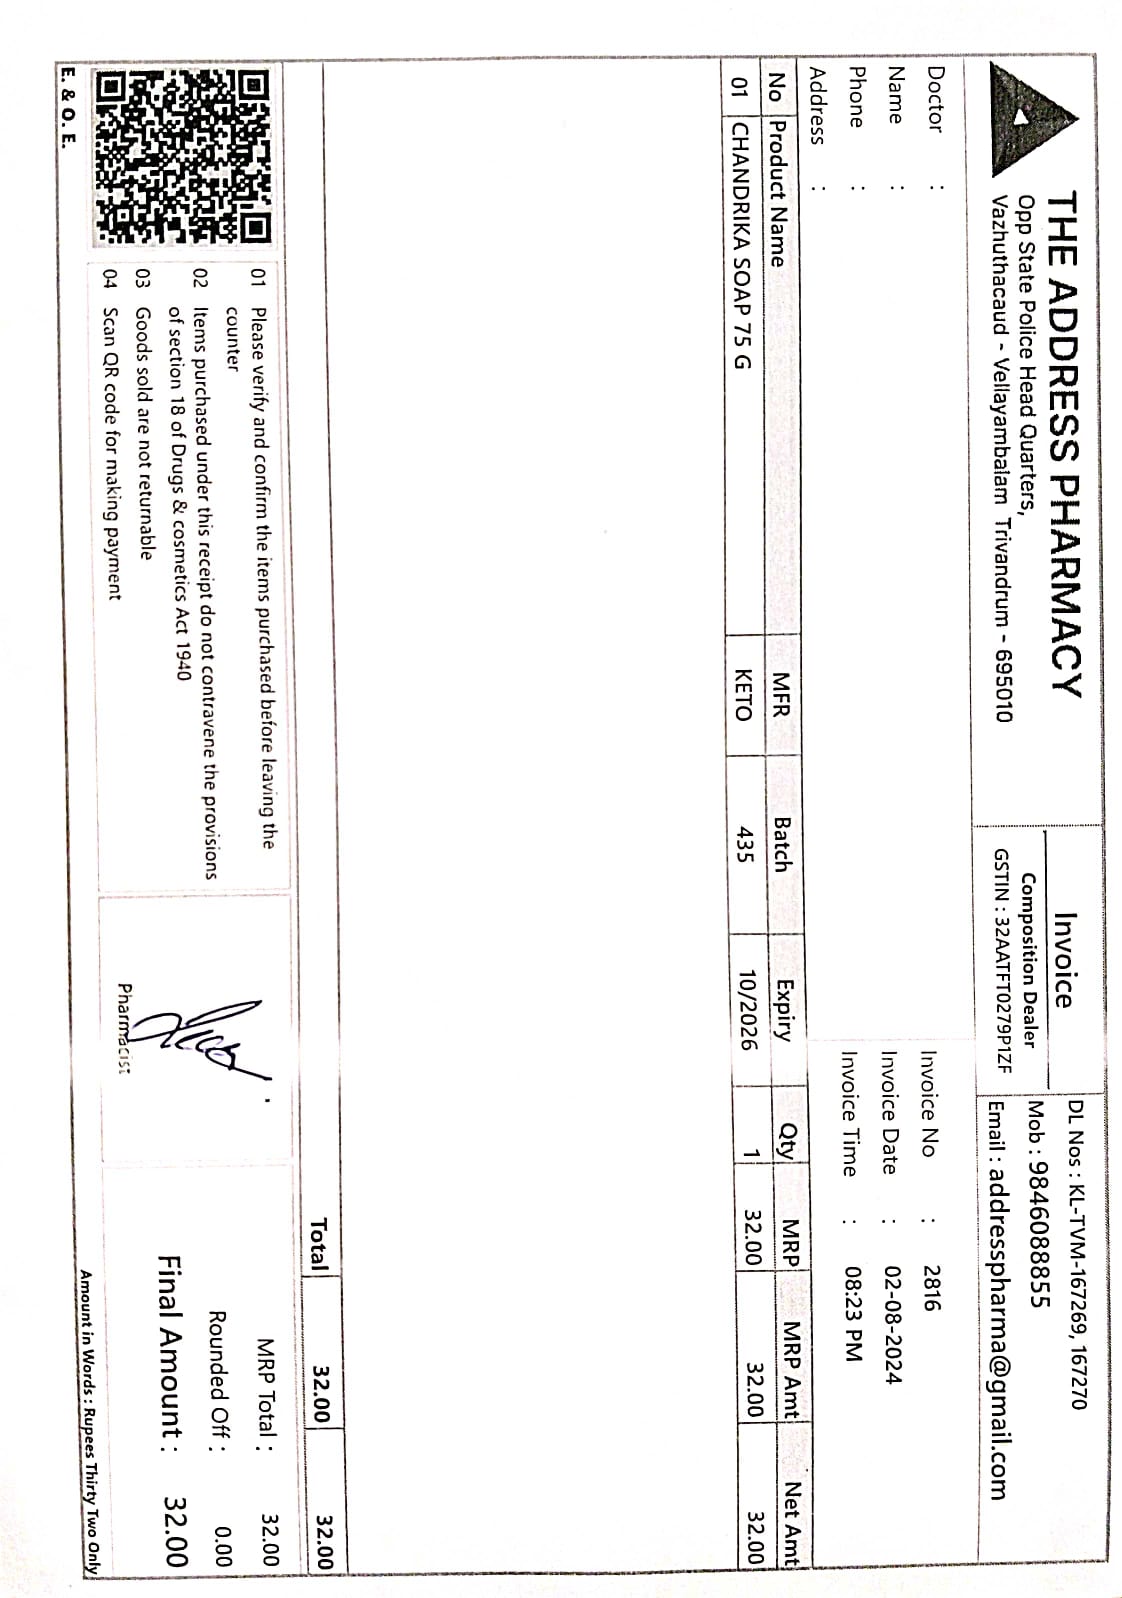 THE ADDRESS PHARMACY
Opp State Police Head Quarters,
Vazhuthacaud - Vellayambalam Trivandrum - 695010
Invoice
Composition Dealer
GSTIN : 32AATFT0279P1ZF
DL Nos : KL-TVM-167269, 167270
Mob : 9846088855
Email : addresspharma@gmail.com
Doctor :
Name :
Phone :
Address :
Invoice No : 2816
Invoice Date : 02-08-2024
Invoice Time : 08:23 PM
No Product Name MFR Batch Expiry Qty MRP MRP Amt Net Amt
01 CHANDRIKA SOAP 75 G KETO 435 10/2026 1 32.00 32.00 32.00
Total 32.00 32.00
01 Please verify and confirm the items purchased before leaving the
counter
02 Items purchased under this receipt do not contravene the provisions
of section 18 of Drugs & cosmetics Act 1940
03 Goods sold are not returnable
04 Scan QR code for making payment
Pharmacist
MRP Total : 32.00
Rounded Off : 0.00
Final Amount : 32.00
Amount in Words : Rupees Thirty Two Only
E. & O. E.